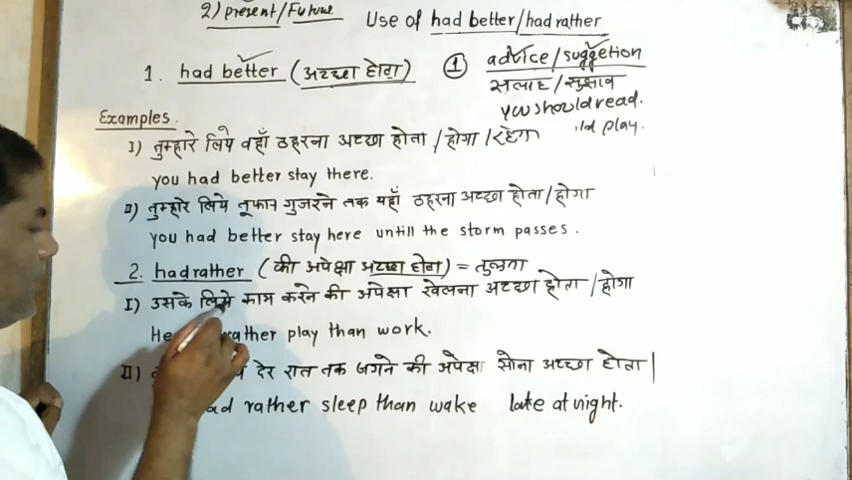 2) present/Future
Use of had better/had rather
1. had better (अच्छा होगा)
① advice/suggetion
सलाह/सुझाव
you should read.
play.
Examples.
I) तुम्हारे लिये वहाँ ठहरना अच्छा होता/होगा/रहेगा
you had better stay there.
II) तुम्हारे लिये तूफान गुजरने तक यहाँ ठहरना अच्छा होता/होगा
you had better stay here untill the storm passes.
2. had rather (की अपेक्षा अच्छा होगा) = तुलना
I) उसके लिये काम करने की अपेक्षा खेलना अच्छा होता/होगा
He rather play than work.
II) देर रात तक जगने की अपेक्षा सोना अच्छा होता|
rather sleep than wake late at night.